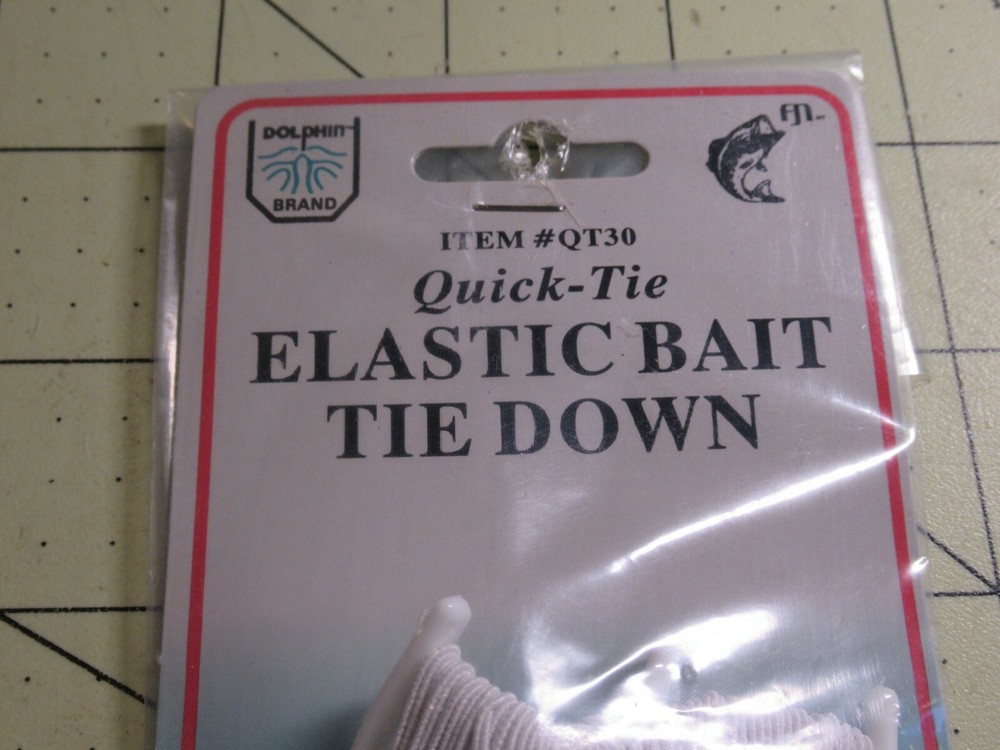 DOLphin
BRAND
ITEM #QT30
Quick-Tie
ELASTIC BAIT
TIE DOWN